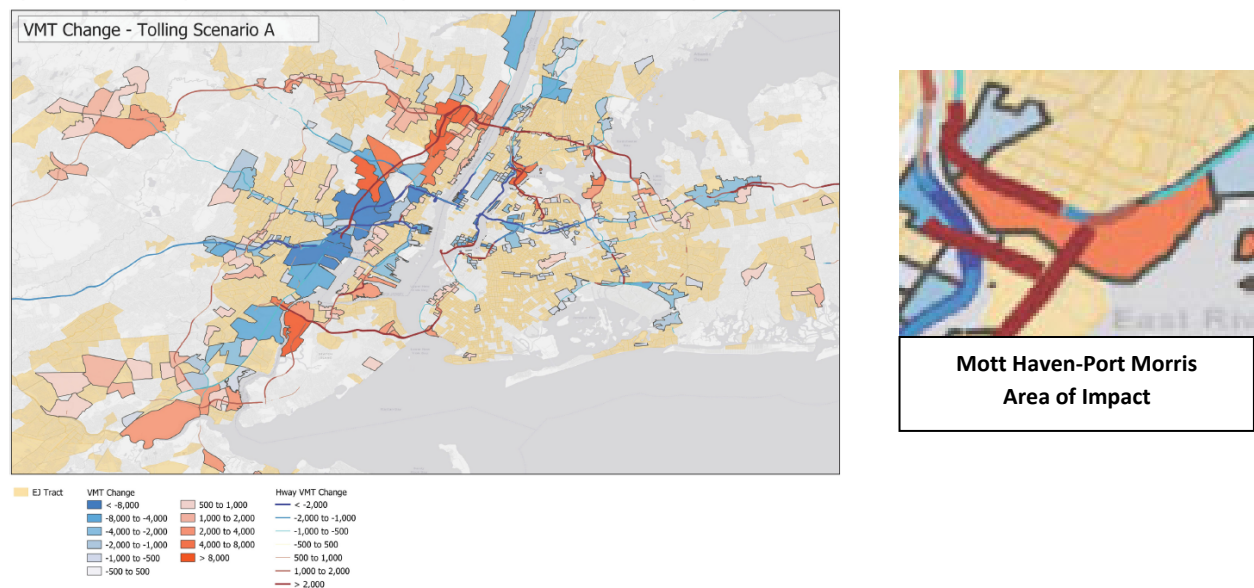 VMT Change - Tolling Scenario A
East Riv
Mott Haven-Port Morris
Area of Impact
EJ Tract
VMT Change
< -8,000
-8,000 to -4,000
-4,000 to -2,000
-2,000 to -1,000
-1,000 to -500
-500 to 500
500 to 1,000
1,000 to 2,000
2,000 to 4,000
4,000 to 8,000
> 8,000
Hway VMT Change
< -2,000
-2,000 to -1,000
-1,000 to -500
-500 to 500
500 to 1,000
1,000 to 2,000
> 2,000